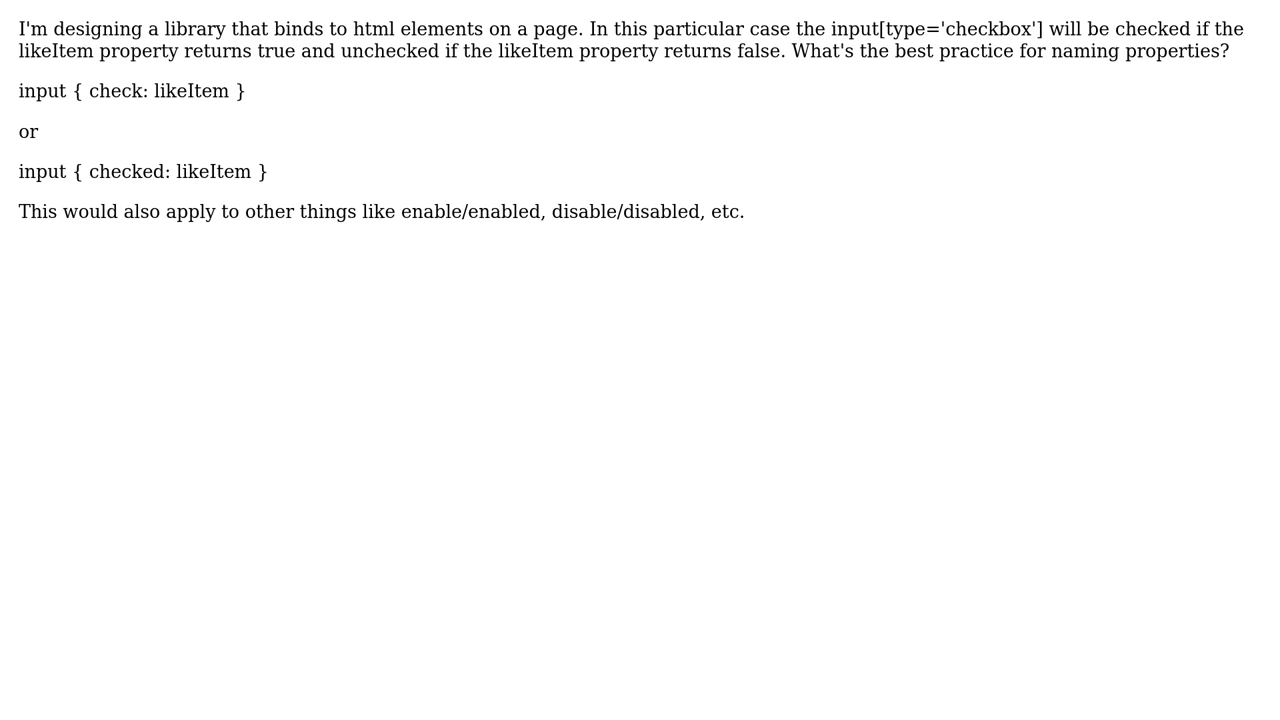 I'm designing a library that binds to html elements on a page. In this particular case the input[type='checkbox'] will be checked if the
likeItem property returns true and unchecked if the likeItem property returns false. What's the best practice for naming properties?
input { check: likeItem }
or
input { checked: likeItem }
This would also apply to other things like enable/enabled, disable/disabled, etc.